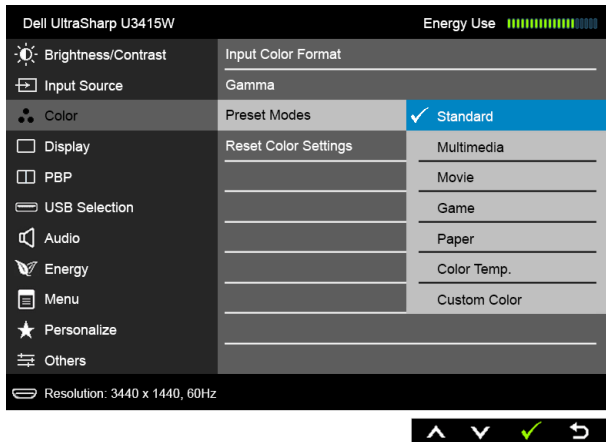 Dell UltraSharp U3415W
Energy Use
Brightness/Contrast
Input Source
Color
Display
PBP
USB Selection
Audio
Energy
Menu
Personalize
Others
Input Color Format
Gamma
Preset Modes
Reset Color Settings
Standard
Multimedia
Movie
Game
Paper
Color Temp.
Custom Color
Resolution: 3440 x 1440, 60Hz